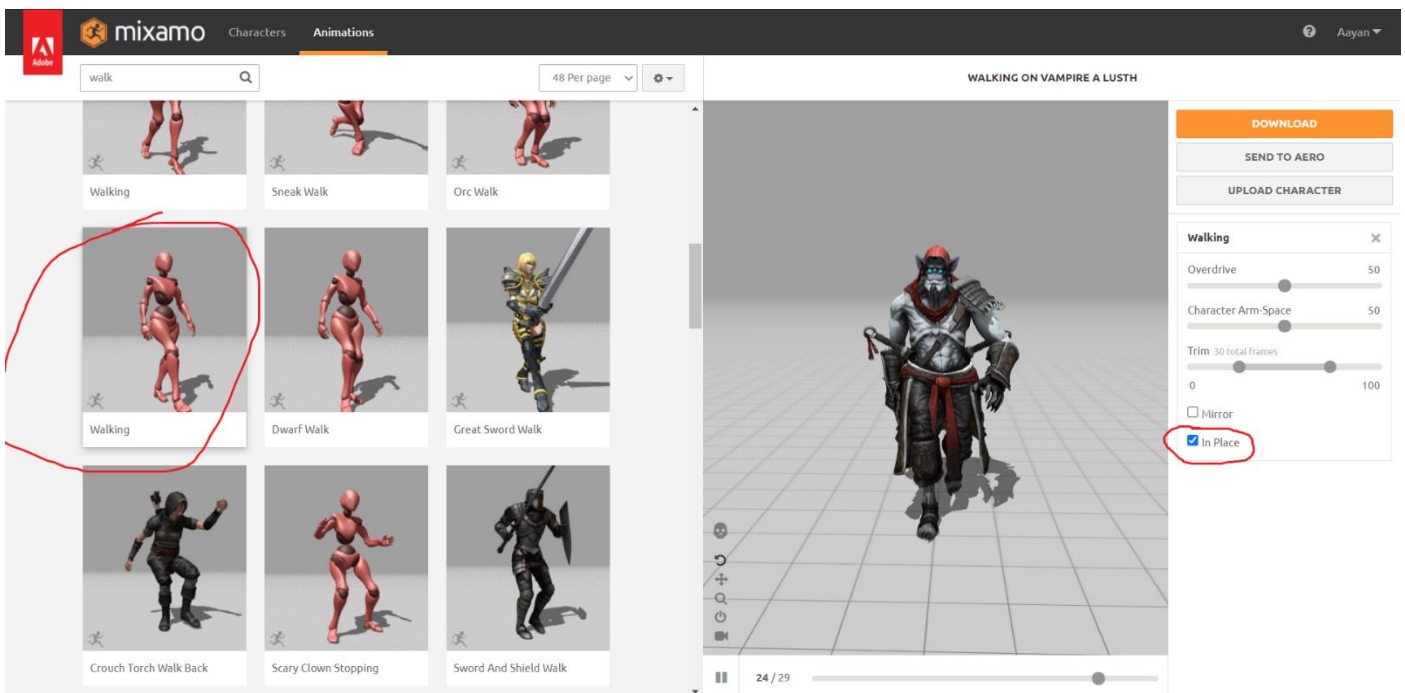 Adobe
mixamo
Characters
Animations
Aayan
walk
48 Per page
WALKING ON VAMPIRE A LUSTH
Walking
Sneak Walk
Orc Walk
Walking
Dwarf Walk
Great Sword Walk
Crouch Torch Walk Back
Scary Clown Stopping
Sword And Shield Walk
24 / 29
DOWNLOAD
SEND TO AERO
UPLOAD CHARACTER
Walking
Overdrive 50
Character Arm-Space 50
Trim 30 total frames
0 100
Mirror
In Place